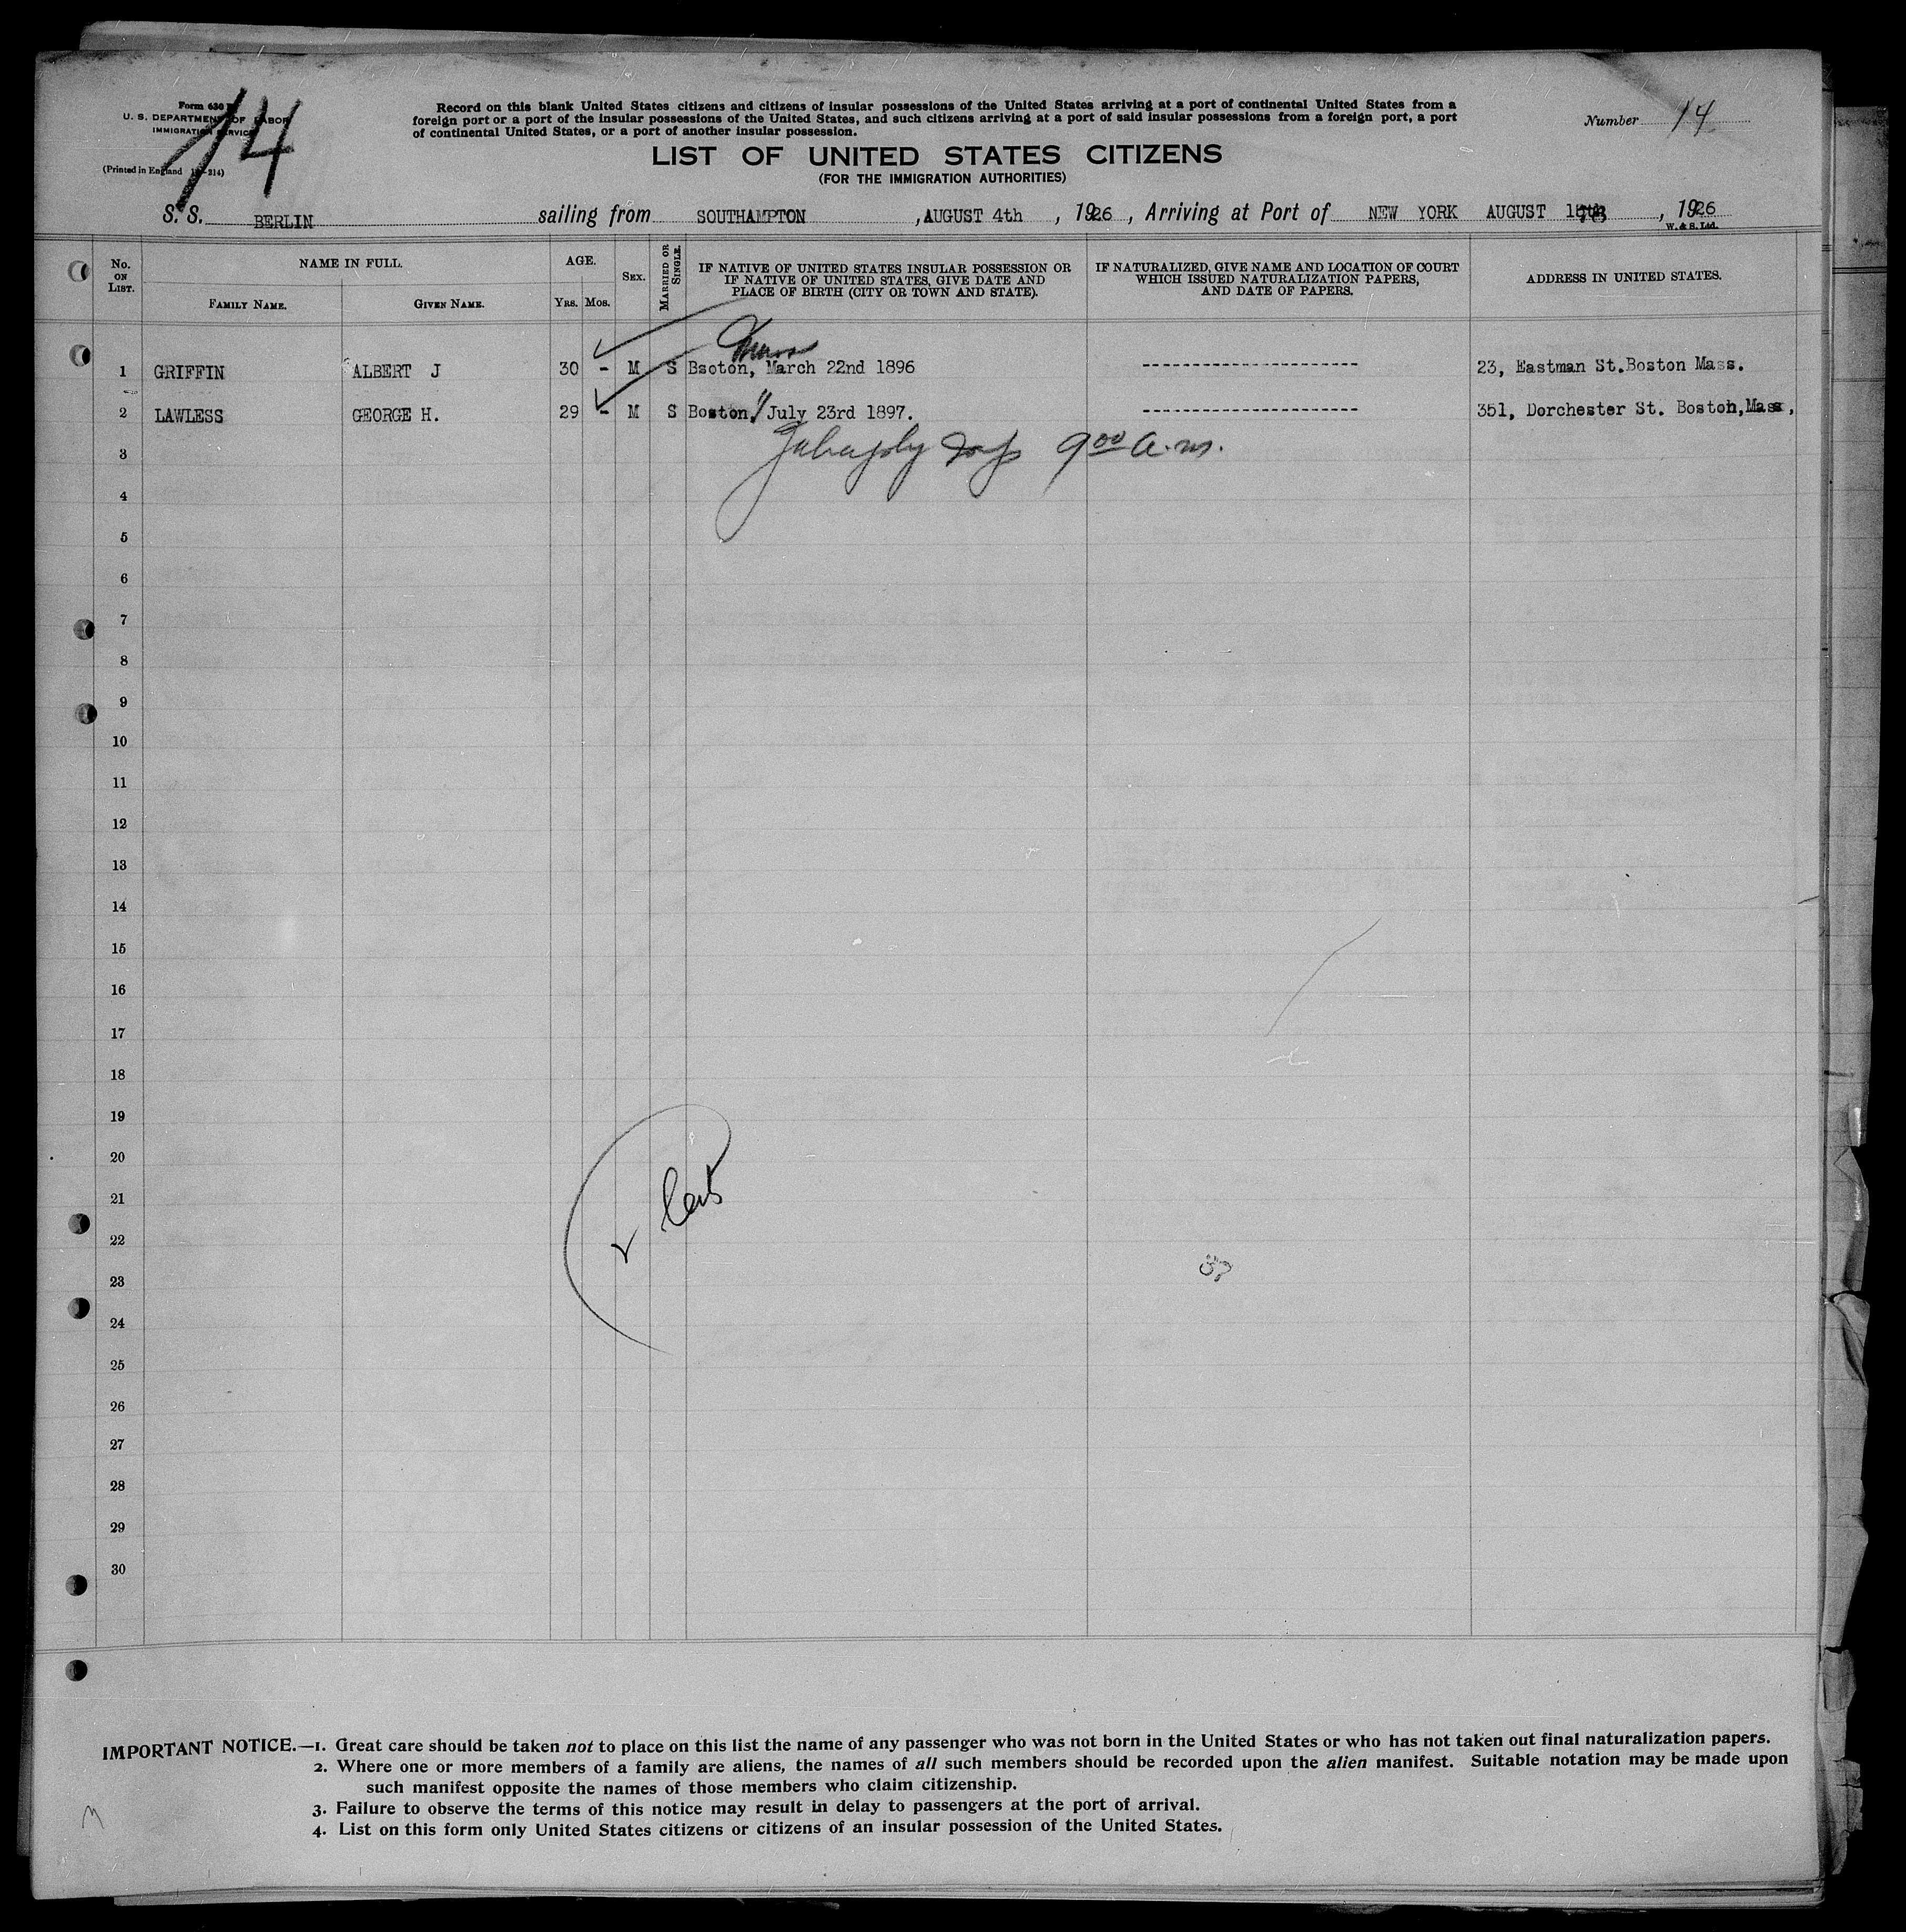 Form 630
U. S. DEPARTMENT OF LABOR
IMMIGRATION SERVICE
(Printed in England
14
Record on this blank United States citizens and citizens of insular possessions of the United States arriving at a port of continental United States from a
foreign port or a port of the insular possessions of the United States, and such citizens arriving at a port of said insular possessions from a foreign port, a port
of continental United States, or a port of another insular possession.
Number 14
LIST OF UNITED STATES CITIZENS
(FOR THE IMMIGRATION AUTHORITIES)
S. S. BERLIN sailing from SOUTHAMPTON , AUGUST 4th , 1926 , Arriving at Port of NEW YORK AUGUST , 1926
W. & S. Ltd.
No. ON LIST.
NAME IN FULL.
FAMILY NAME.
GIVEN NAME.
AGE.
YRS. MOS.
SEX.
MARRIED OR SINGLE.
IF NATIVE OF UNITED STATES INSULAR POSSESSION OR
IF NATIVE OF UNITED STATES, GIVE DATE AND
PLACE OF BIRTH (CITY OR TOWN AND STATE).
IF NATURALIZED, GIVE NAME AND LOCATION OF COURT
WHICH ISSUED NATURALIZATION PAPERS,
AND DATE OF PAPERS.
ADDRESS IN UNITED STATES.
1 GRIFFIN ALBERT J 30 - M S Bsoton, March 22nd 1896 -------------------- 23, Eastman St.Boston Mass.
2 LAWLESS GEORGE H. 29 - M S Boston, July 23rd 1897. -------------------- 351, Dorchester St. Boston,Mass,
9 00 a.m.
3
4
5
6
7
8
9
10
11
12
13
14
15
16
17
18
19
20
21
22
23
24
25
26
27
28
29
30
IMPORTANT NOTICE.—1. Great care should be taken not to place on this list the name of any passenger who was not born in the United States or who has not taken out final naturalization papers.
2. Where one or more members of a family are aliens, the names of all such members should be recorded upon the alien manifest. Suitable notation may be made upon
such manifest opposite the names of those members who claim citizenship.
3. Failure to observe the terms of this notice may result in delay to passengers at the port of arrival.
4. List on this form only United States citizens or citizens of an insular possession of the United States.